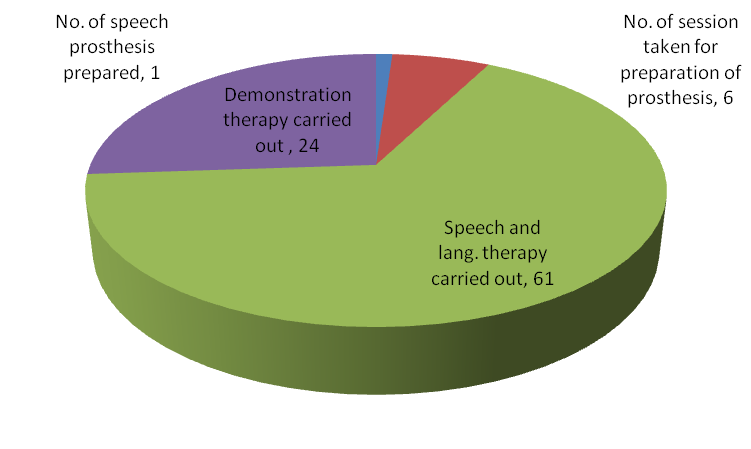 No. of speech
prosthesis
prepared, 1
No. of session
taken for
preparation of
prosthesis, 6
Demonstration
therapy carried
out , 24
Speech and
lang. therapy
carried out, 61